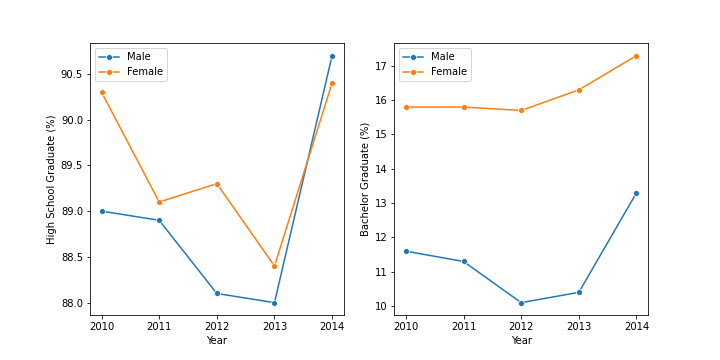 Male
Female
High School Graduate (%)
90.5
90.0
89.5
89.0
88.5
88.0
2010 2011 2012 2013 2014
Year
Male
Female
Bachelor Graduate (%)
17
16
15
14
13
12
11
10
2010 2011 2012 2013 2014
Year